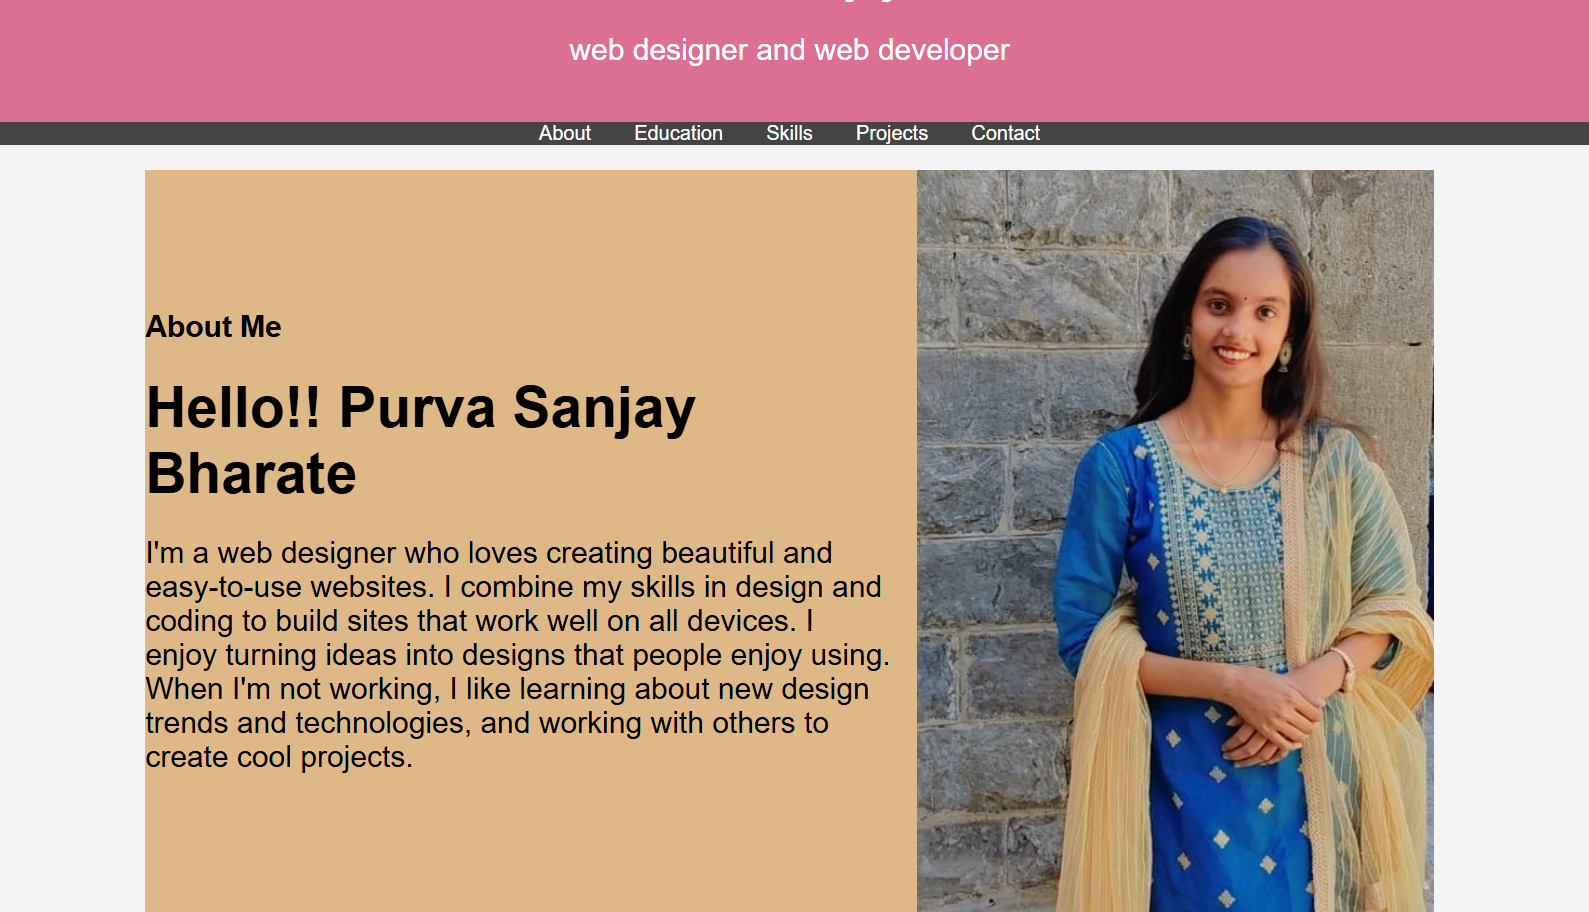 web designer and web developer
About Education Skills Projects Contact
About Me
Hello!! Purva Sanjay
Bharate
I'm a web designer who loves creating beautiful and
easy-to-use websites. I combine my skills in design and
coding to build sites that work well on all devices. I
enjoy turning ideas into designs that people enjoy using.
When I'm not working, I like learning about new design
trends and technologies, and working with others to
create cool projects.